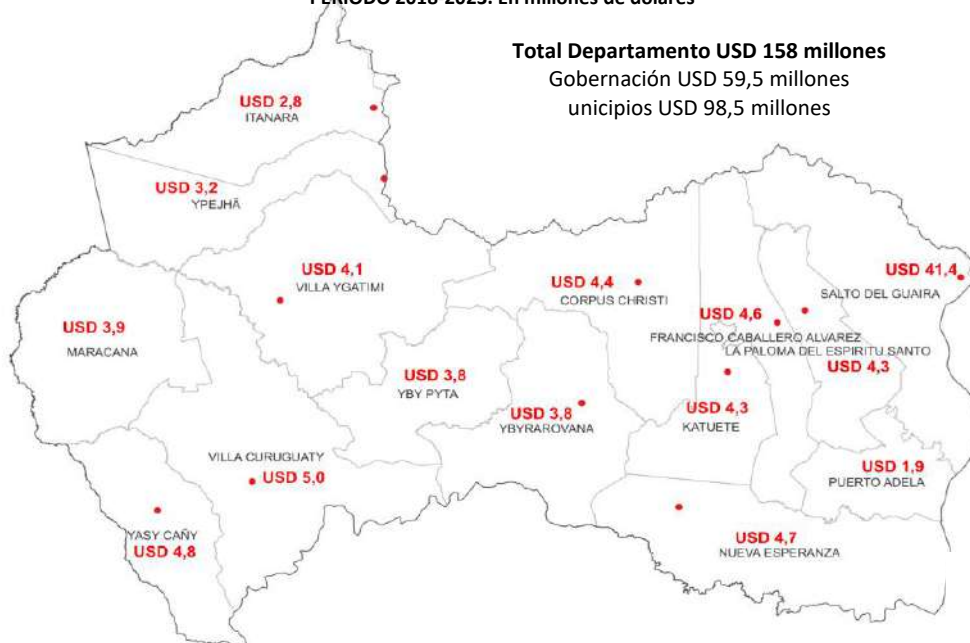 PERIODO 2018-2023. En millones de dólares
Total Departamento USD 158 millones
Gobernación USD 59,5 millones
unicipios USD 98,5 millones
USD 2,8
ITANARA
USD 3,2
YPEJHÃ
USD 4,1
VILLA YGATIMI
USD 4,4
CORPUS CHRISTI
USD 41,4
SALTO DEL GUAIRA
USD 3,9
MARACANA
USD 4,6
FRANCISCO CABALLERO ALVAREZ
LA PALOMA DEL ESPIRITU SANTO
USD 4,3
USD 3,8
YBY PYTA
USD 3,8
YBYRAROVANA
USD 4,3
KATUETE
VILLA CURUGUATY
USD 5,0
USD 1,9
PUERTO ADELA
YASY CAÑY
USD 4,8
USD 4,7
NUEVA ESPERANZA